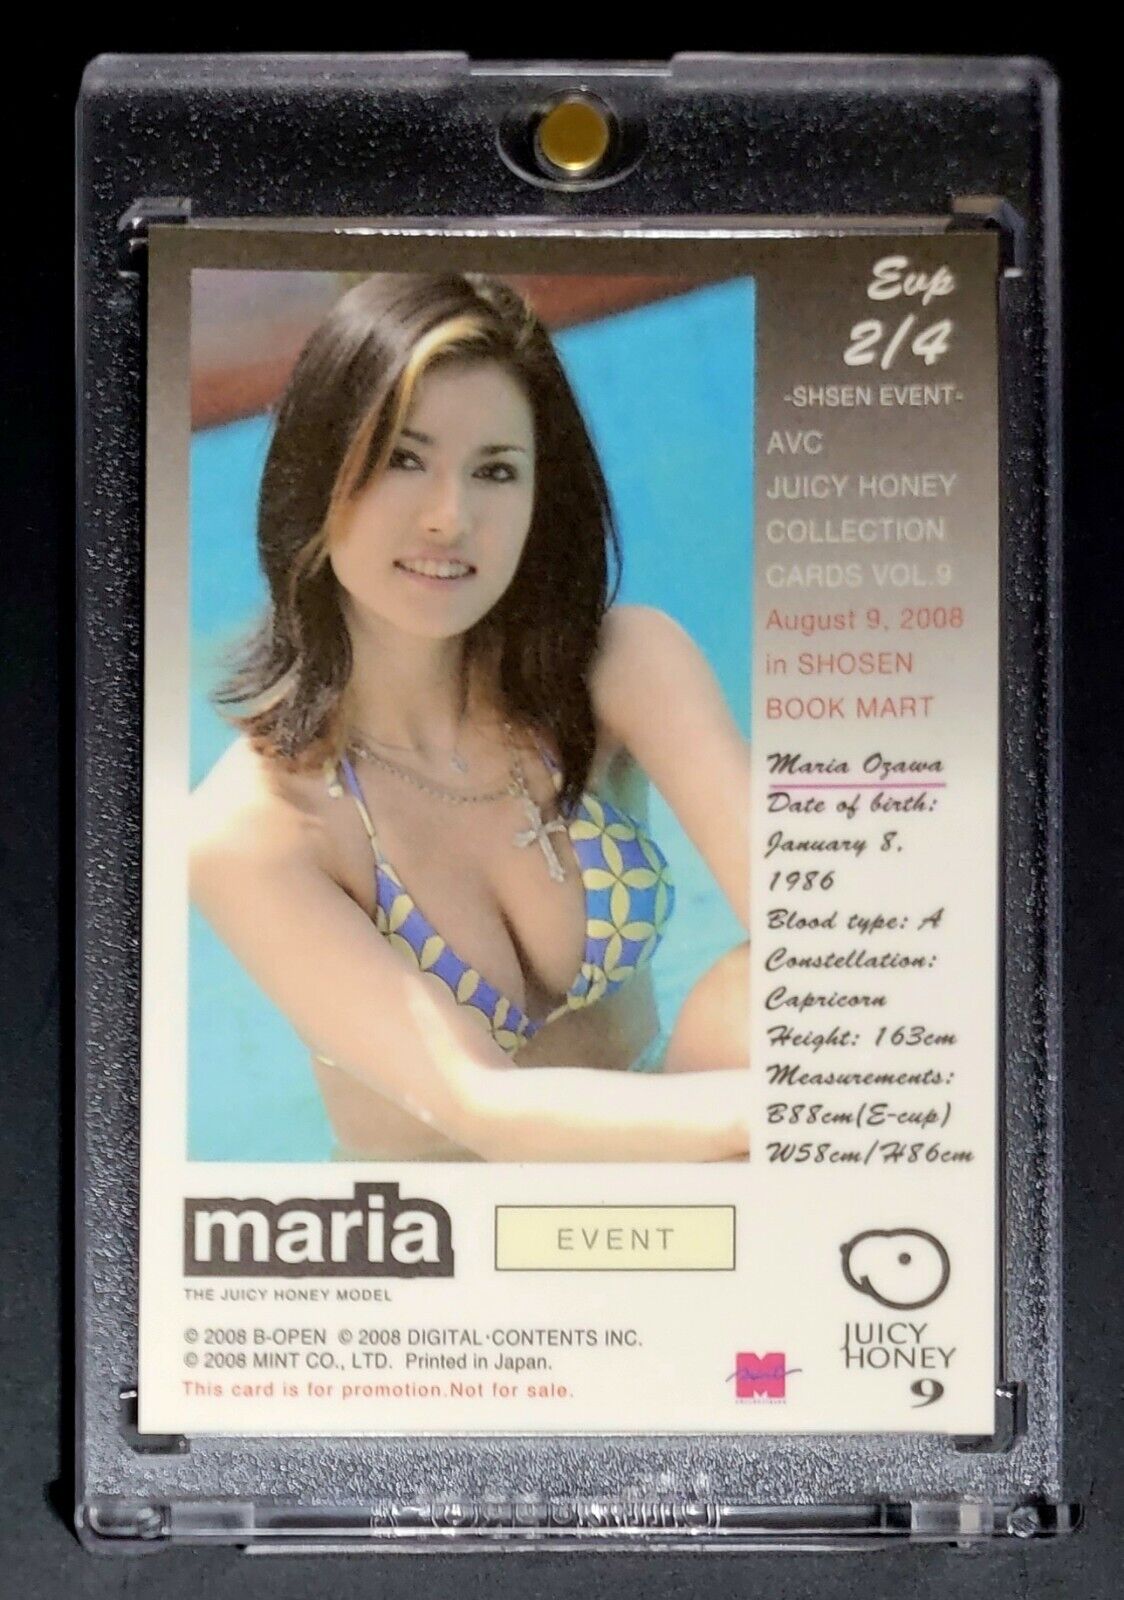 Evp
2/4
-SHSEN EVENT-
AVC
JUICY HONEY
COLLECTION
CARDS VOL.9
August 9, 2008
in SHOSEN
BOOK MART
Maria Ozawa
Date of birth:
January 8,
1986
Blood type: A
Constellation:
Capricorn
Height: 163cm
Measurements:
B88cm(E-cup)
W58cm/H86cm
maria
EVENT
THE JUICY HONEY MODEL
© 2008 B-OPEN © 2008 DIGITAL·CONTENTS INC.
© 2008 MINT CO., LTD. Printed in Japan.
This card is for promotion.Not for sale.
M
JUICY
HONEY
9